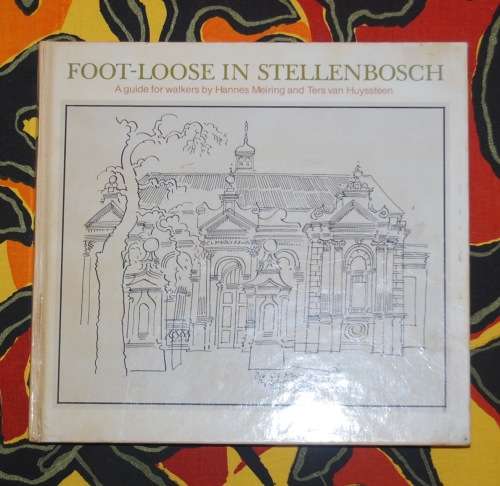 FOOT-LOOSE IN STELLENBOSCH
A guide for walkers by Hannes Meiring and Ters van Huyssteen